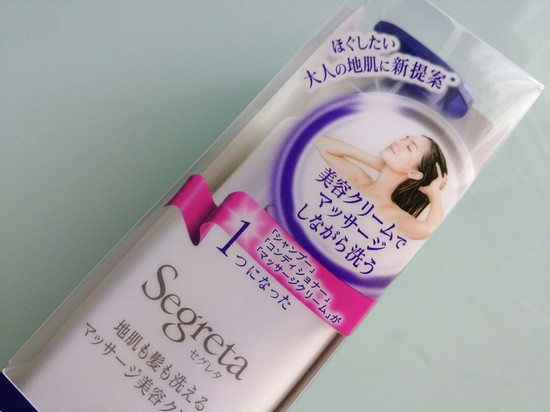 ほぐしたい
大人の地肌に新提案*
美容クリームで
マッサージ
しながら洗う
「シャンプー」
「コンディショナー」
「マッサージクリーム」が
1つになった
Segreta
セグレタ
地肌も髪も洗える
マッサージ美容ク